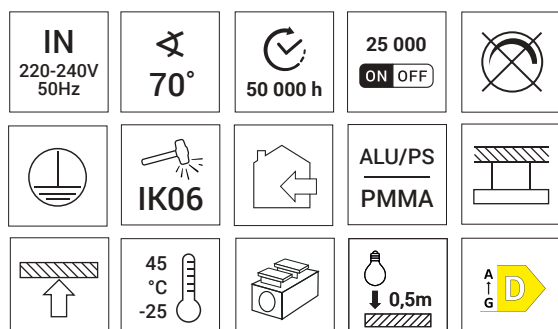 IN
220-240V
50Hz
70°
50 000 h
25 000
ON OFF
IK06
ALU/PS
PMMA
45
°C
-25
0,5m
A
↑
G
D